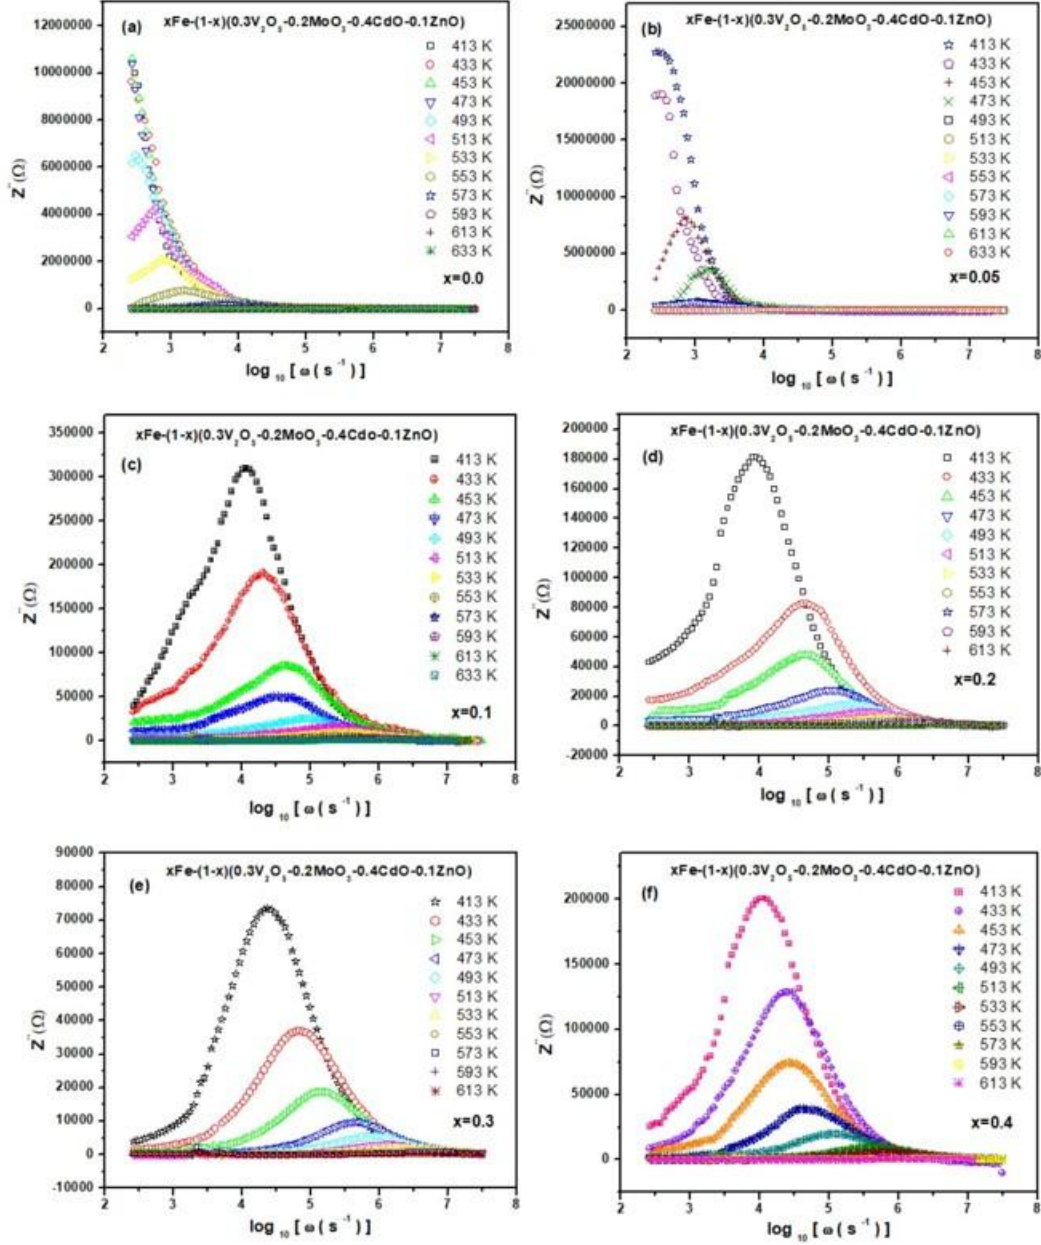 (a)
xFe-(1-x)(0.3V2O5-0.2MoO3-0.4CdO-0.1ZnO)
12000000
10000000
8000000
6000000
4000000
2000000
0
Z''(Ω)
413 K
433 K
453 K
473 K
493 K
513 K
533 K
553 K
573 K
593 K
613 K
633 K
x=0.0
2 3 4 5 6 7 8
log10 [ ω ( s-1 )
(b)
xFe-(1-x)(0.3V2O5-0.2MoO3-0.4CdO-0.1ZnO)
25000000
20000000
15000000
10000000
5000000
0
Z''(Ω)
413 K
433 K
453 K
473 K
493 K
513 K
533 K
553 K
573 K
593 K
613 K
633 K
x=0.05
2 3 4 5 6 7 8
log10 [ ω ( s-1 )
(c)
xFe-(1-x)(0.3V2O5-0.2MoO3-0.4Cdo-0.1ZnO)
350000
300000
250000
200000
150000
100000
50000
0
Z''(Ω)
413 K
433 K
453 K
473 K
493 K
513 K
533 K
553 K
573 K
593 K
613 K
633 K
x=0.1
2 3 4 5 6 7 8
log10 [ ω ( s-1 ) ]
(d)
xFe-(1-x)(0.3V2O5-0.2MoO3-0.4CdO-0.1ZnO)
200000
180000
160000
140000
120000
100000
80000
60000
40000
20000
0
-20000
Z''(Ω)
413 K
433 K
453 K
473 K
493 K
513 K
533 K
553 K
573 K
593 K
613 K
x=0.2
2 3 4 5 6 7 8
log10 [ ω ( s-1 ) ]
(e)
xFe-(1-x)(0.3V2O5-0.2MoO3-0.4CdO-0.1ZnO)
90000
80000
70000
60000
50000
40000
30000
20000
10000
0
-10000
Z''(Ω)
413 K
433 K
453 K
473 K
493 K
513 K
533 K
553 K
573 K
593 K
613 K
x=0.3
2 3 4 5 6 7 8
log10 [ ω ( s-1 ) ]
(f)
xFe-(1-x)(0.3V2O5-0.2MoO3-0.4CdO-0.1ZnO)
200000
150000
100000
50000
0
Z''(Ω)
413 K
433 K
453 K
473 K
493 K
513 K
533 K
553 K
573 K
593 K
613 K
x=0.4
2 3 4 5 6 7 8
log10 [ ω ( s-1 ) ]